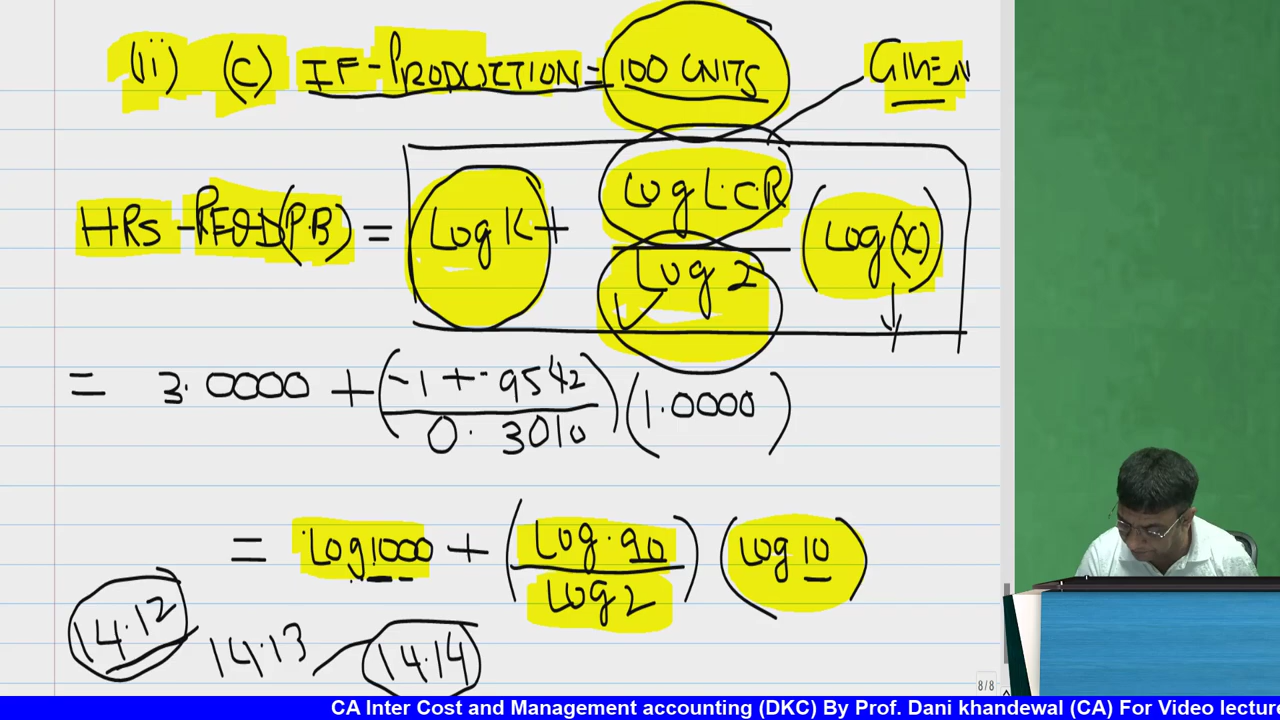 (ii) (C) IF-PRODUCTION = 100 UNITS GIVEN
HRs-REQD(P.B) = Log K + Log L.C.R / Log 2 (Log(x))
= 3.0000 + (-1 + .9542 / 0.3010) (1.0000)
= Log 1000 + (Log .90 / Log 2) (Log 10)
14.12 14.13 14.14
8/8
CA Inter Cost and Management accounting (DKC) By Prof. Dani khandewal (CA) For Video lectur